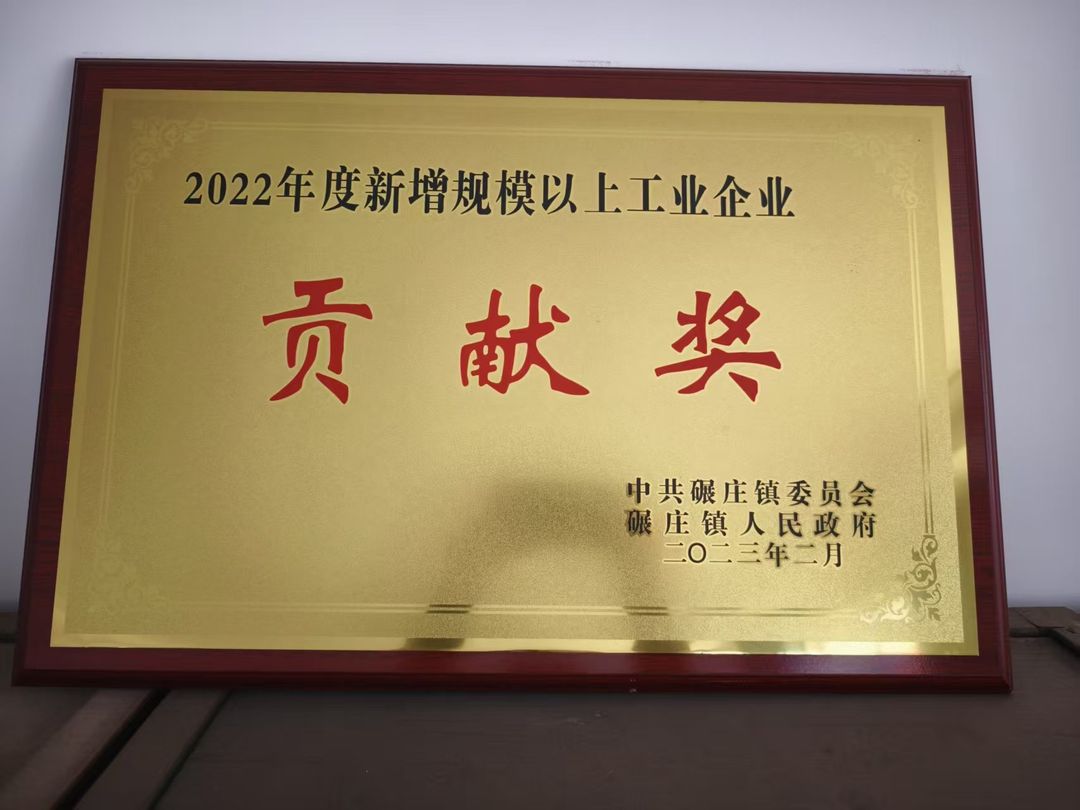 2022年度新增规模以上工业企业
贡献奖
中共碾庄镇委员会
碾庄镇人民政府
二〇二三年二月